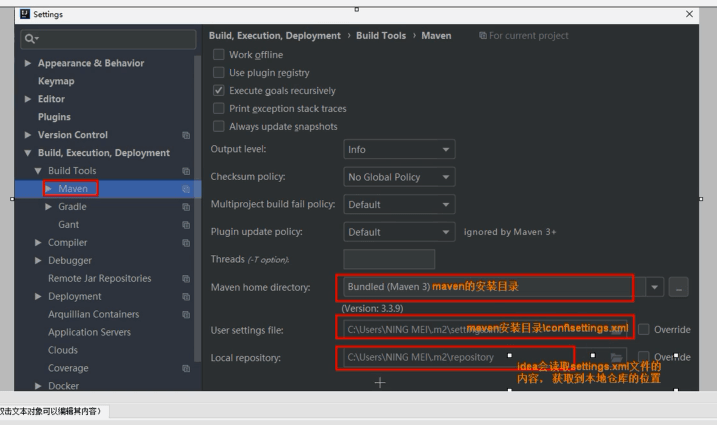 Settings
Build, Execution, Deployment › Build Tools › Maven For current project
Work offline
Appearance & Behavior
Use plugin registry
Keymap
Execute goals recursively
Editor
Print exception stack traces
Plugins
Always update snapshots
Version Control
Build, Execution, Deployment
Output level: Info
Build Tools
Checksum policy: No Global Policy
Maven
Multiproject build fail policy: Default
Gradle
Gant
Plugin update policy: Default ignored by Maven 3+
Compiler
Debugger
Threads (-T option):
Remote Jar Repositories
Maven home directory: Bundled (Maven 3) maven的安装目录
Deployment
(Version: 3.3.9)
Arquillian Containers
User settings file: C:\Users\NING MEI\.m2\ maven安装目录\conf\settings.xml Override
Application Servers
Clouds
Local repository: C:\Users\NING MEI\.m2\repository Override
Coverage
idea会读取settings.xml文件的
内容，获取到本地仓库的位置
Docker
双击文本对象可以编辑其内容）